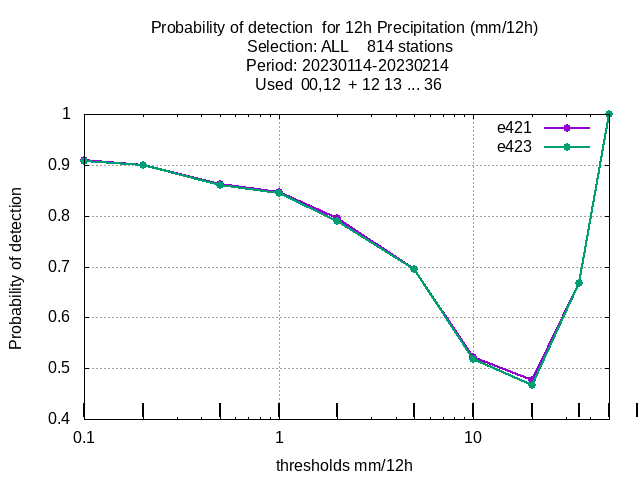 Probability of detection  for 12h Precipitation (mm/12h)
Selection: ALL    814 stations
Period: 20230114-20230214
Used  00,12  + 12 13 ... 36
e421
e423
1
0.9
0.8
0.7
0.6
0.5
0.4
Probability of detection
0.1 1 10
thresholds mm/12h